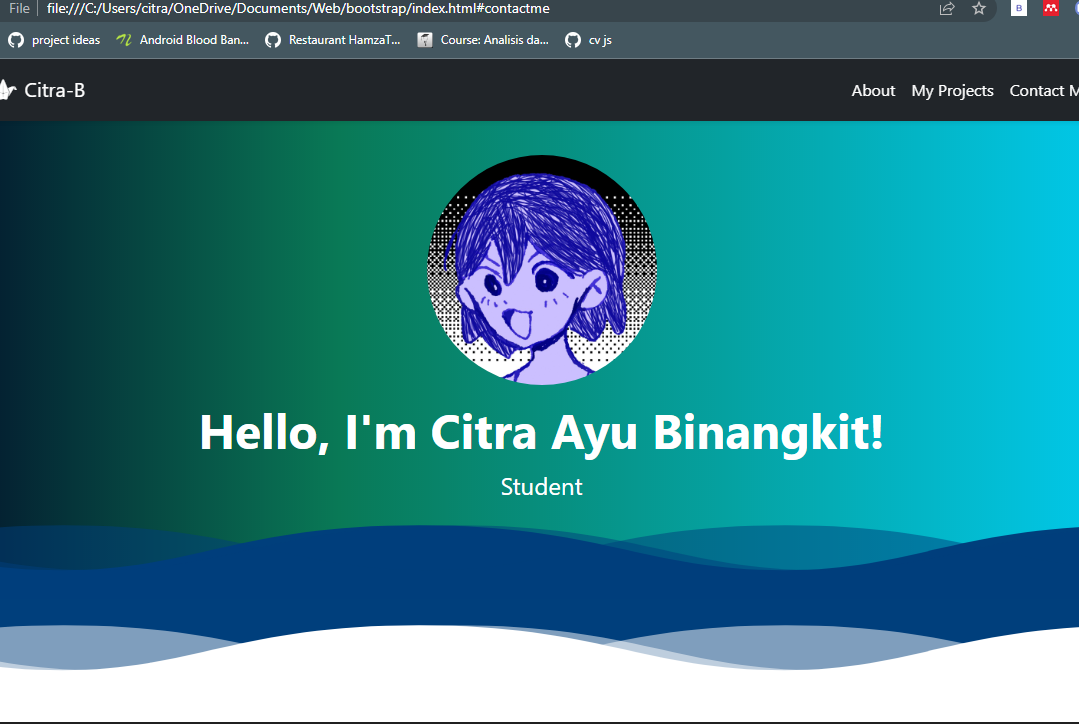 File file:///C:/Users/citra/OneDrive/Documents/Web/bootstrap/index.html#contactme
B
project ideas Android Blood Ban... Restaurant HamzaT... Course: Analisis da... cv js
Citra-B About My Projects Contact M
Hello, I'm Citra Ayu Binangkit!
Student